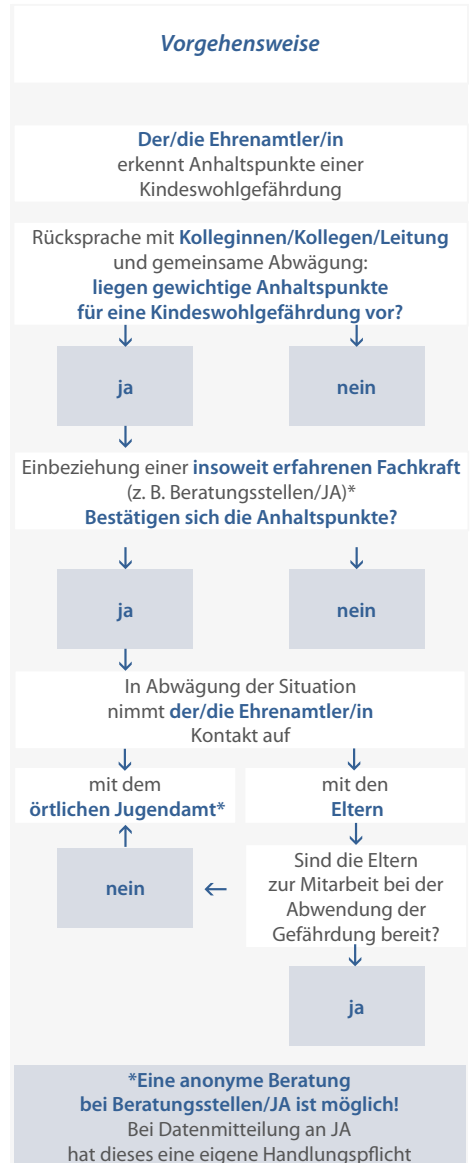 Vorgehensweise
Der/die Ehrenamtler/in
erkennt Anhaltspunkte einer
Kindeswohlgefährdung
Rücksprache mit Kolleginnen/Kollegen/Leitung
und gemeinsame Abwägung:
liegen gewichtige Anhaltspunkte
für eine Kindeswohlgefährdung vor?
ja
nein
Einbeziehung einer insoweit erfahrenen Fachkraft
(z. B. Beratungsstellen/JA)*
Bestätigen sich die Anhaltspunkte?
ja
nein
In Abwägung der Situation
nimmt der/die Ehrenamtler/in
Kontakt auf
mit dem
örtlichen Jugendamt*
mit den
Eltern
Sind die Eltern
zur Mitarbeit bei der
Abwendung der
Gefährdung bereit?
nein
ja
*Eine anonyme Beratung
bei Beratungsstellen/JA ist möglich!
Bei Datenmitteilung an JA
hat dieses eine eigene Handlungspflicht